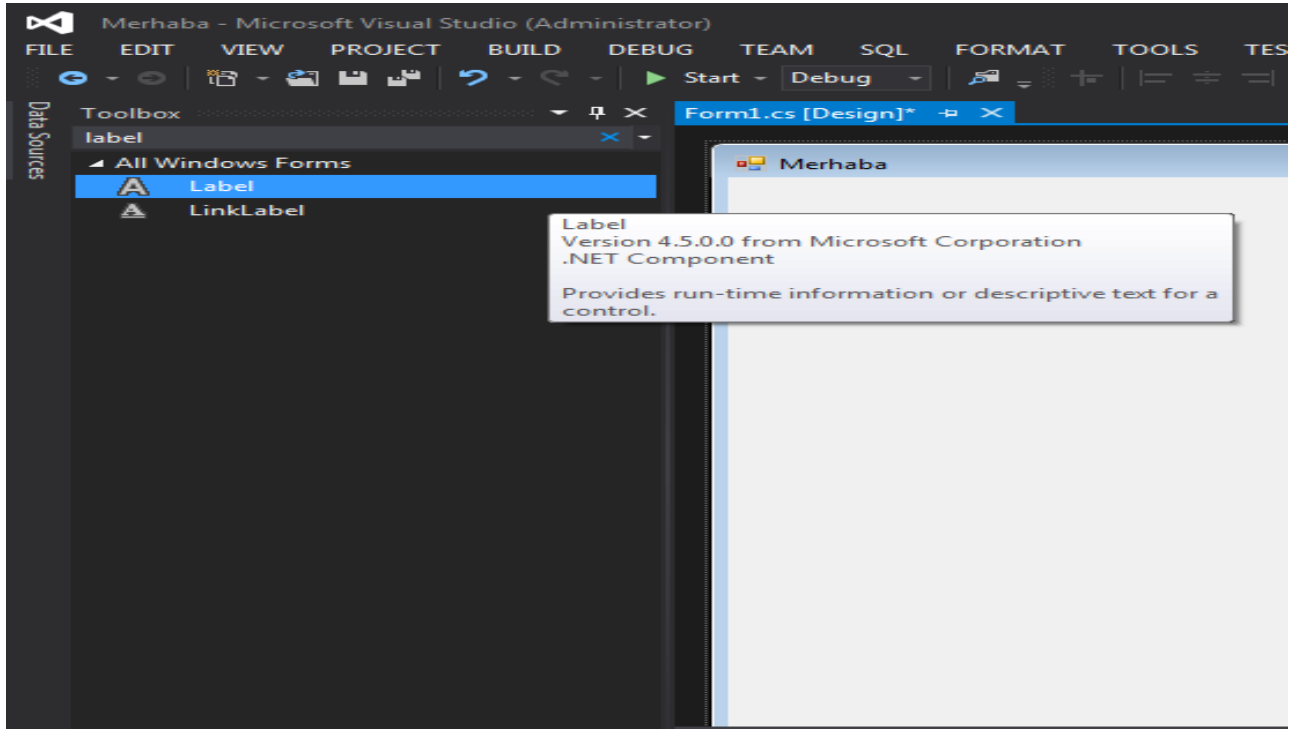 Merhaba - Microsoft Visual Studio (Administrator)
FILE EDIT VIEW PROJECT BUILD DEBUG TEAM SQL FORMAT TOOLS TES
Start Debug
Data Sources
Toolbox
label
All Windows Forms
A Label
A LinkLabel
Form1.cs [Design]*
Merhaba
Label
Version 4.5.0.0 from Microsoft Corporation
.NET Component
Provides run-time information or descriptive text for a
control.